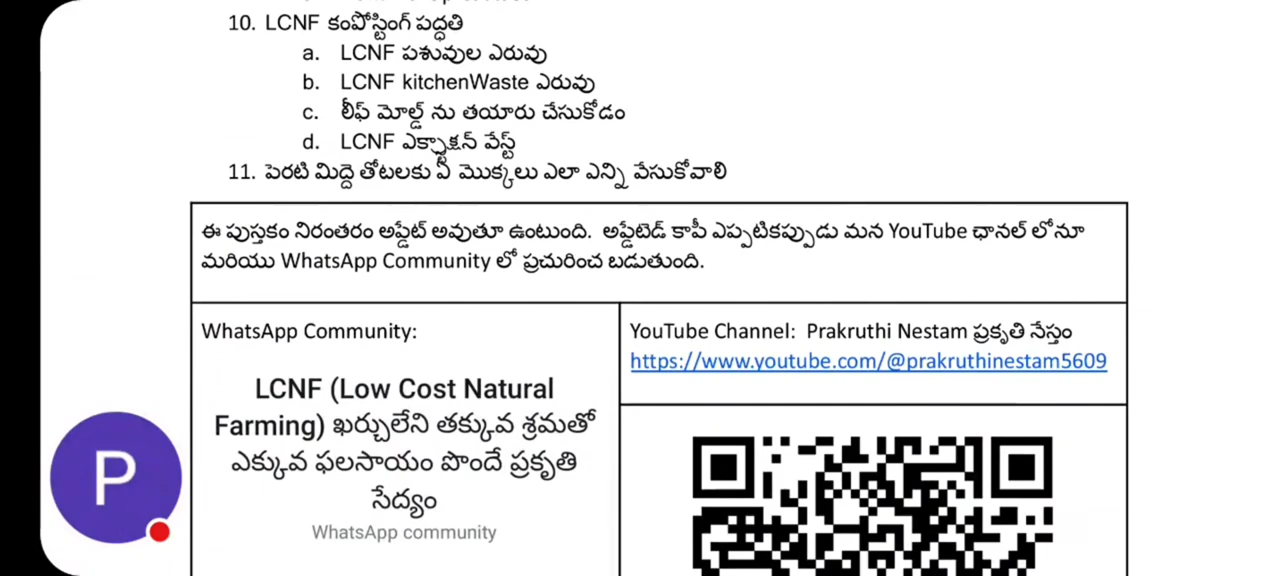 10. LCNF కంపోస్టింగ్ పద్ధతి
a. LCNF పశువుల ఎరువు
b. LCNF kitchenWaste ఎరువు
c. లీఫ్ మోల్డ్ ను తయారు చేసుకోడం
d. LCNF ఎక్స్ట్రాక్షన్ పేస్ట్
11. పెరటి మిద్దె తోటలకు ఏ మొక్కలు ఎలా ఎన్ని వేసుకోవాలి
ఈ పుస్తకం నిరంతరం అప్డేట్ అవుతూ ఉంటుంది. అప్డేటెడ్ కాపీ ఎప్పటికప్పుడు మన YouTube ఛానల్ లోనూ
మరియు WhatsApp Community లో ప్రచురించ బడుతుంది.
WhatsApp Community:
LCNF (Low Cost Natural
Farming) ఖర్చులేని తక్కువ శ్రమతో
ఎక్కువ ఫలసాయం పొందే ప్రకృతి
సేద్యం
WhatsApp community
YouTube Channel: Prakruthi Nestam ప్రకృతి నేస్తం
https://www.youtube.com/@prakruthinestam5609
P